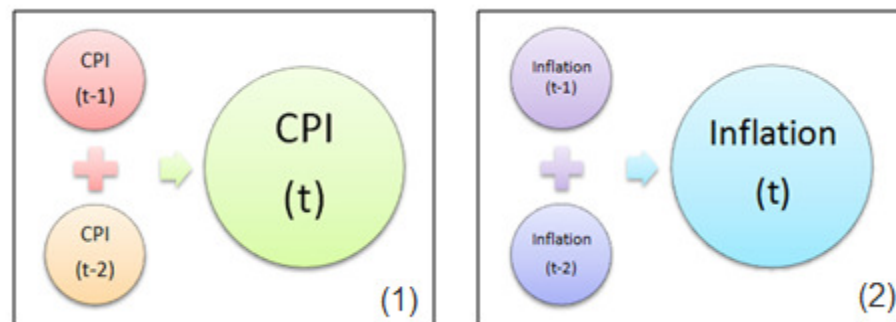 CPI
(t-1)
CPI
(t-2)
CPI
(t)
(1)
Inflation
(t-1)
Inflation
(t-2)
Inflation
(t)
(2)